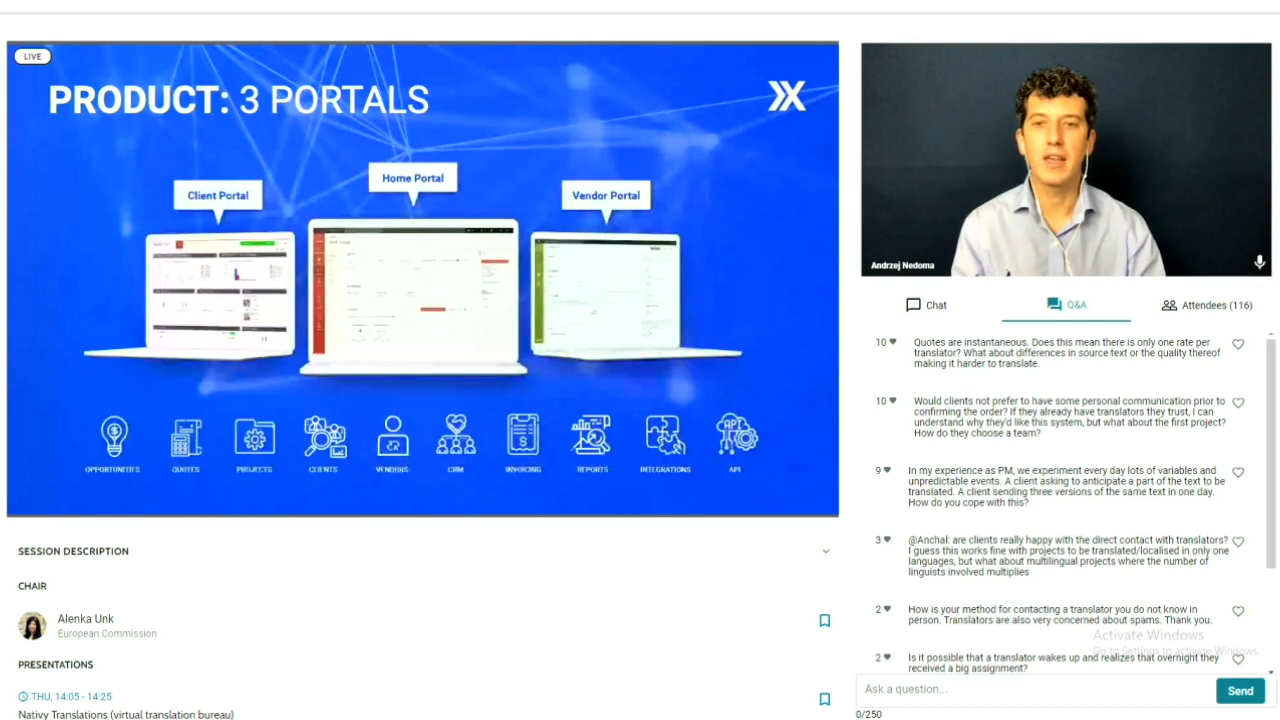 LIVE
PRODUCT: 3 PORTALS
Client Portal
Home Portal
Vendor Portal
OPPORTUNITIES
QUOTES
PROJECTS
CLIENTS
VENDORS
CRM
INVOICING
REPORTS
INTEGRATIONS
API
API
SESSION DESCRIPTION
CHAIR
Alenka Unk
European Commission
PRESENTATIONS
THU, 14:05 - 14:25
Nativy Translations (virtual translation bureau)
Andrzej Nedoma
Chat
Q&A
Attendees (116)
10
Quotes are instantaneous. Does this mean there is only one rate per
translator? What about differences in source text or the quality thereof
making it harder to translate.
10
Would clients not prefer to have some personal communication prior to
confirming the order? If they already have translators they trust, I can
understand why they'd like this system, but what about the first project?
How do they choose a team?
9
In my experience as PM, we experiment every day lots of variables and
unpredictable events. A client asking to anticipate a part of the text to be
translated. A client sending three versions of the same text in one day.
How do you cope with this?
3
@Anchal: are clients really happy with the direct contact with translators?
I guess this works fine with projects to be translated/localised in only one
languages, but what about multilingual projects where the number of
linguists involved multiplies
2
How is your method for contacting a translator you do not know in
person. Translators are also very concerned about spams. Thank you.
2
Is it possible that a translator wakes up and realizes that overnight they
received a big assignment?
Activate Windows
Go to Settings to activate Windows.
Ask a question...
Send
0/250